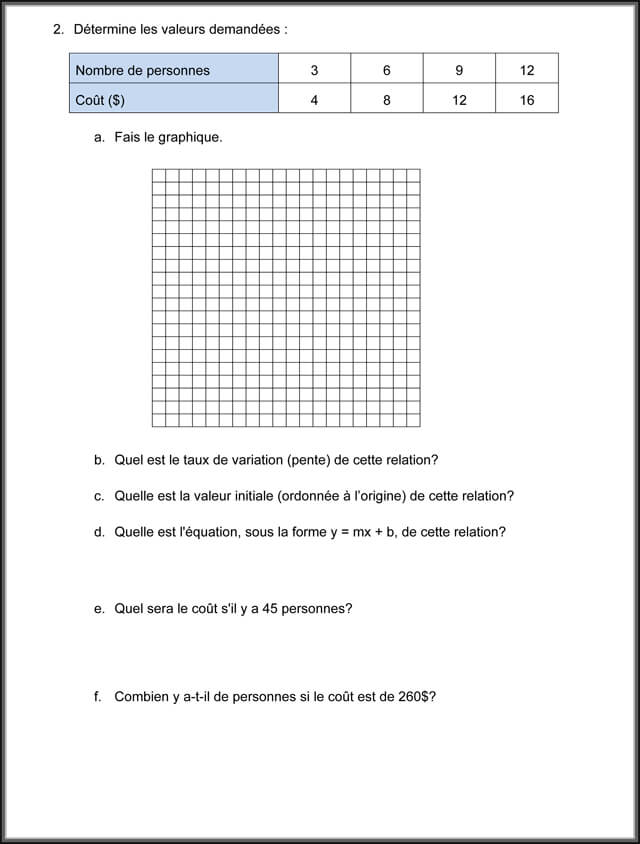 2. Détermine les valeurs demandées :
Nombre de personnes 3 6 9 12
Coût ($) 4 8 12 16
a. Fais le graphique.
b. Quel est le taux de variation (pente) de cette relation?
c. Quelle est la valeur initiale (ordonnée à l'origine) de cette relation?
d. Quelle est l'équation, sous la forme y = mx + b, de cette relation?
e. Quel sera le coût s'il y a 45 personnes?
f. Combien y a-t-il de personnes si le coût est de 260$?